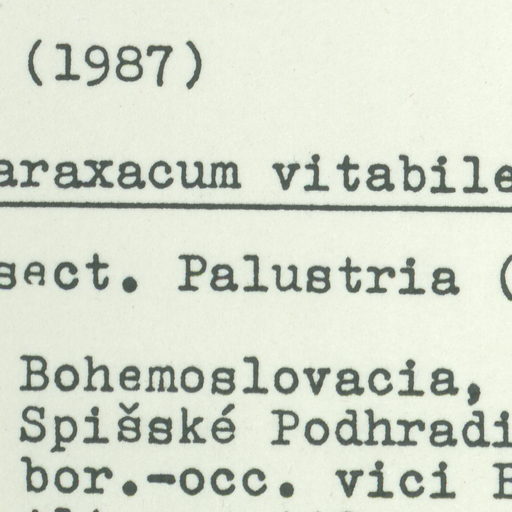 (1987)
araxacum vitabile
sect. Palustria (
Bohemoslovacia,
Spišské Podhradi
bor.-occ. vici